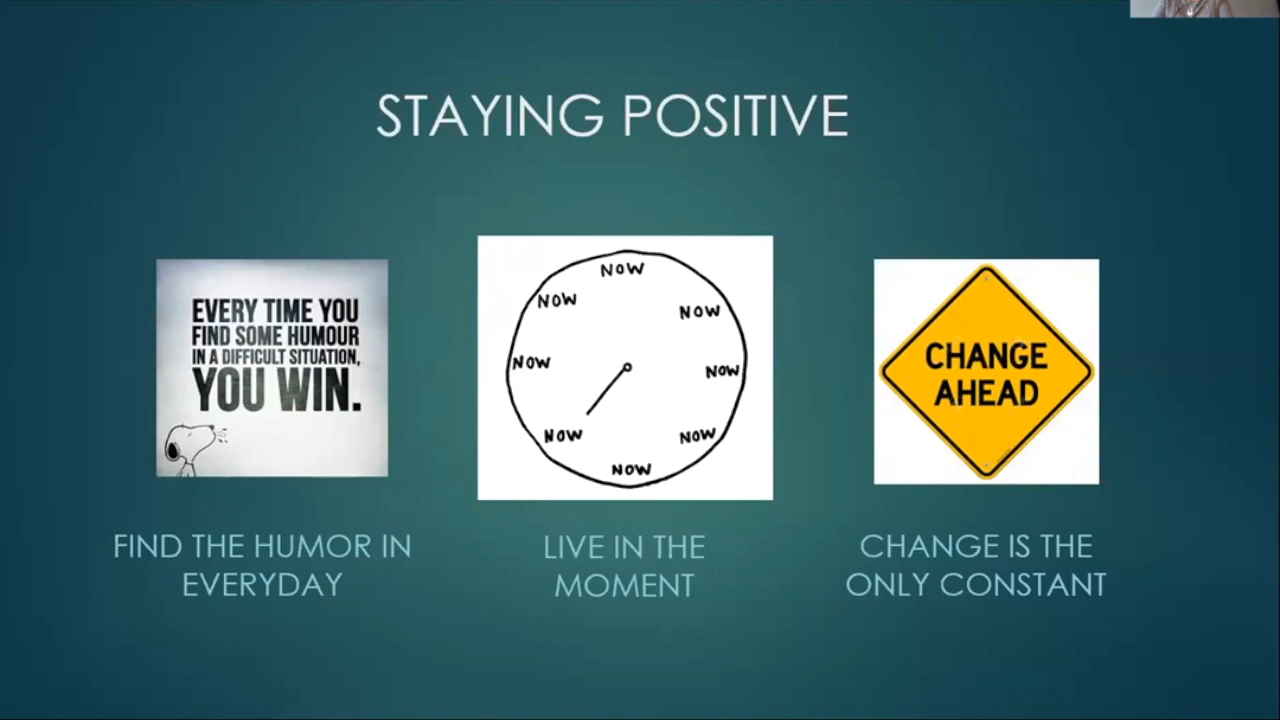 STAYING POSITIVE
EVERY TIME YOU
FIND SOME HUMOUR
IN A DIFFICULT SITUATION,
YOU WIN.
NOW
NOW
NOW
NOW
NOW
NOW
NOW
NOW
CHANGE
AHEAD
FIND THE HUMOR IN
EVERYDAY
LIVE IN THE
MOMENT
CHANGE IS THE
ONLY CONSTANT